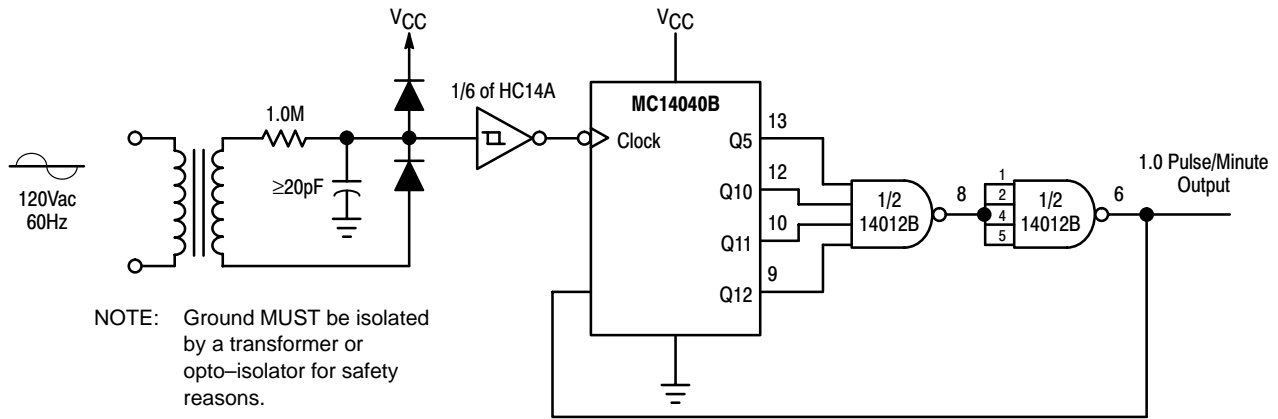 VCC
VCC
1/6 of HC14A
MC14040B
1.0M
Clock
Q5
13
Q10
12
Q11
10
Q12
9
≥20pF
120Vac
60Hz
1/2
14012B
8
1
2
4
5
1/2
14012B
6
1.0 Pulse/Minute
Output
NOTE: Ground MUST be isolated
by a transformer or
opto–isolator for safety
reasons.